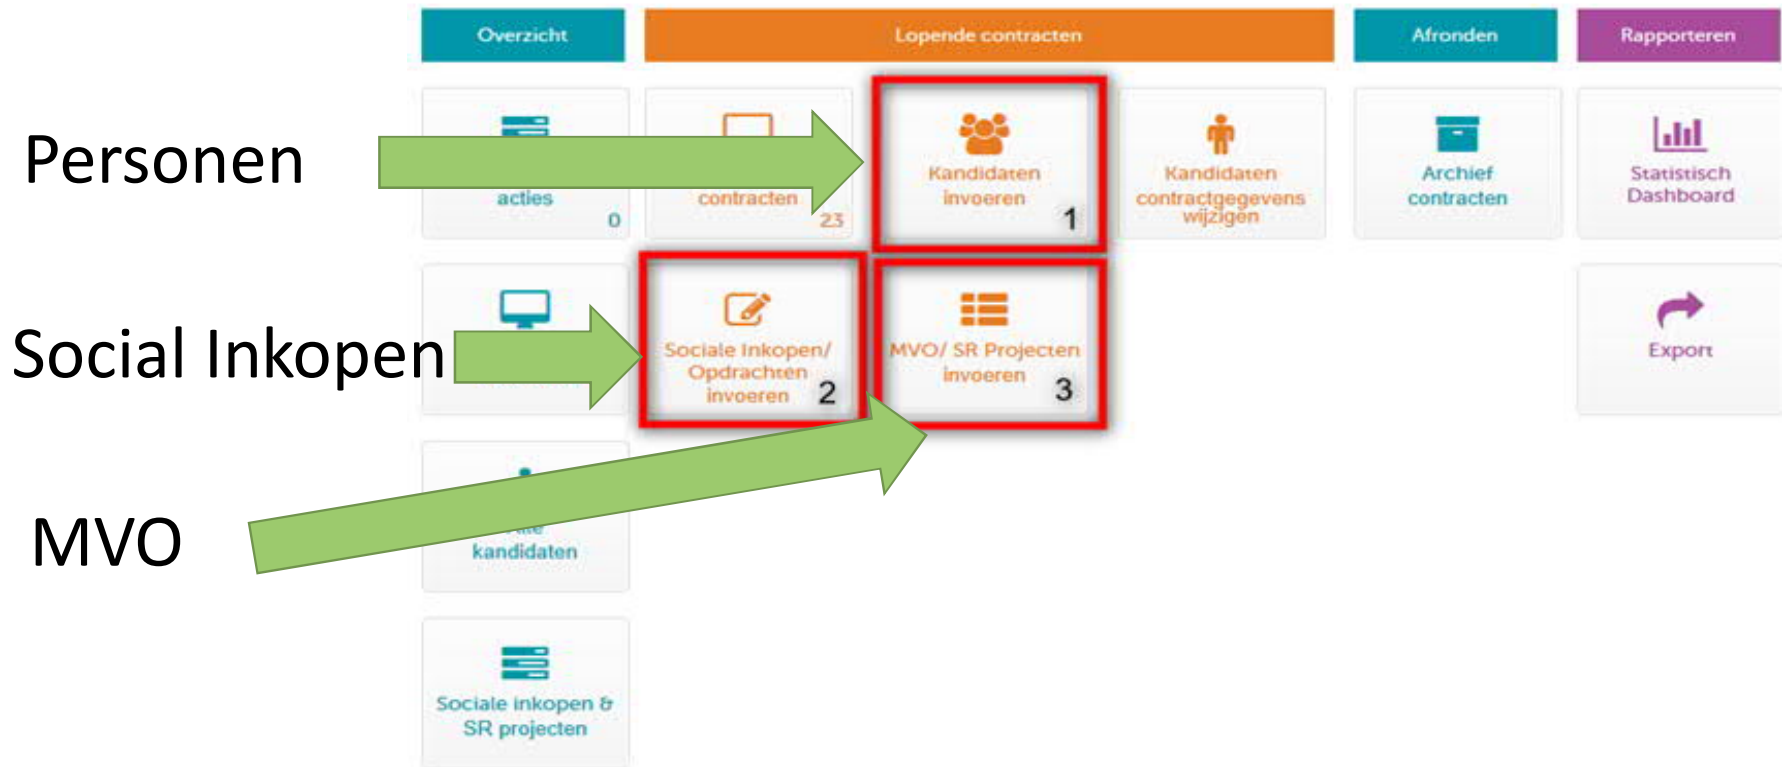 Overzicht
Lopende contracten
Afronden
Rapporteren
Personen
acties
0
contracten
23
Kandidaten
invoeren
1
Kandidaten
contractgegevens
wijzigen
Archief
contracten
Statistisch
Dashboard
Social Inkopen
Sociale Inkopen/
Opdrachten
invoeren
2
MVO/ SR Projecten
invoeren
3
Export
MVO
kandidaten
Sociale inkopen &
SR projecten